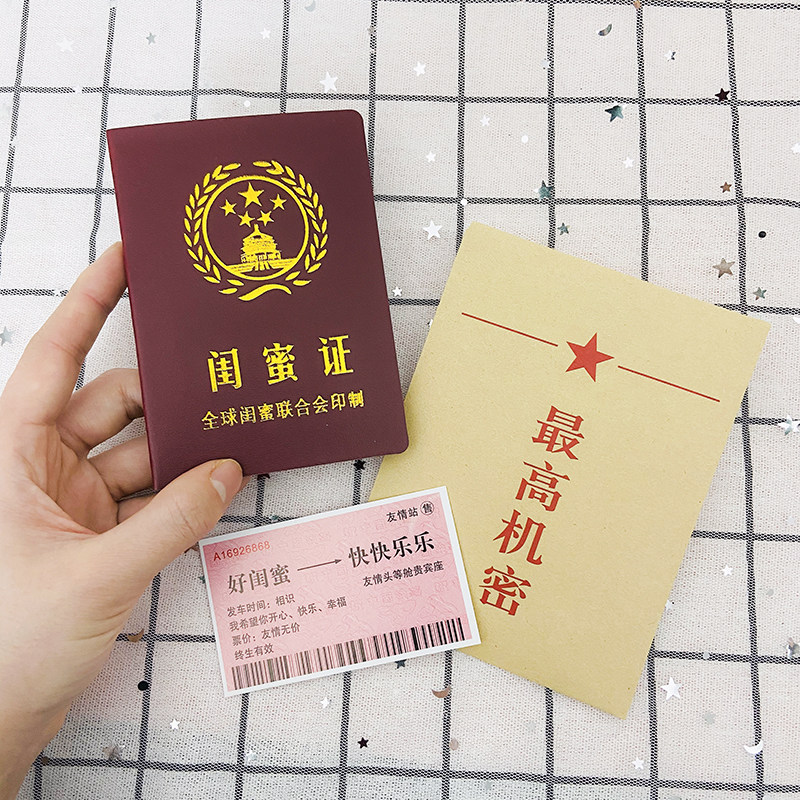 闺蜜证
全球闺蜜联合会印制
最高机密
友情站 售
A16926868
好闺蜜 → 快快乐乐
友情头等舱贵宾座
发车时间：相识
我希望你开心、快乐、幸福
票价：友情无价
终生有效